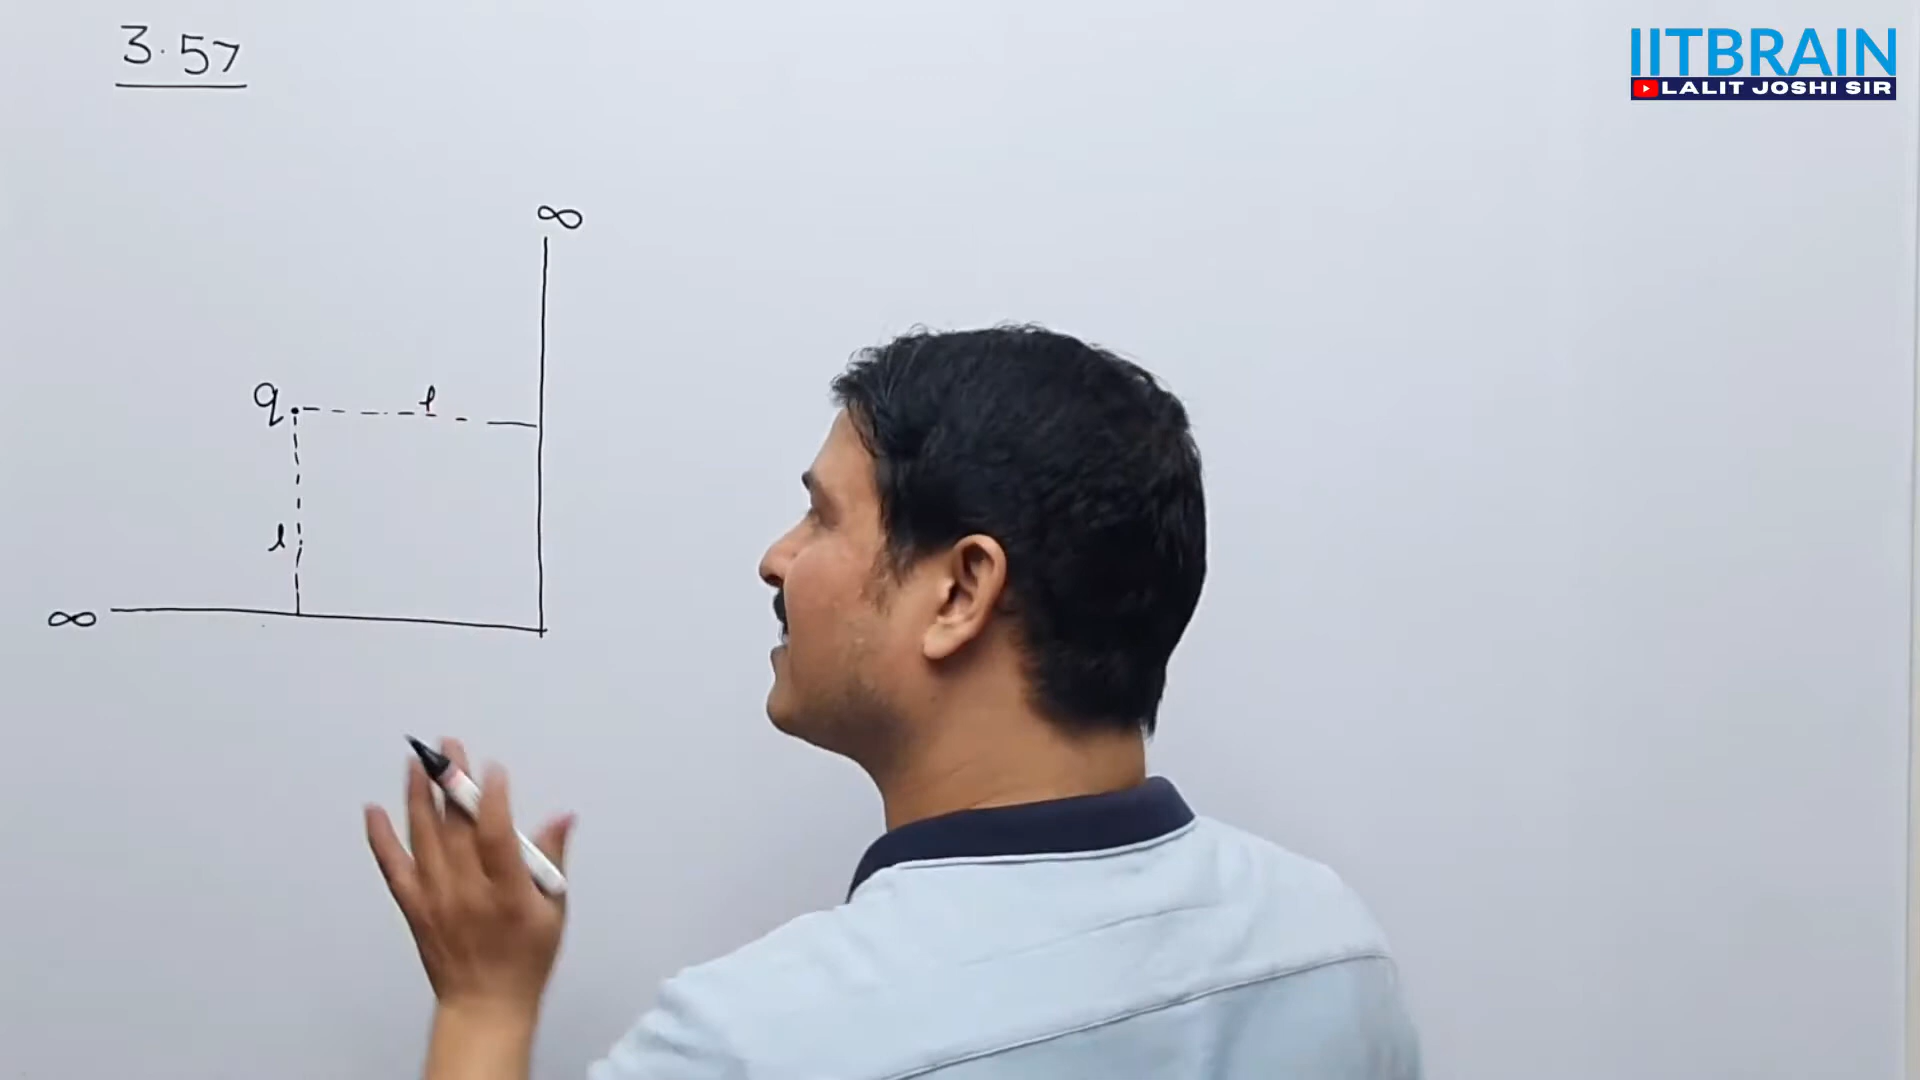 3.57
IITBRAIN
LALIT JOSHI SIR
∞
q
l
l
∞